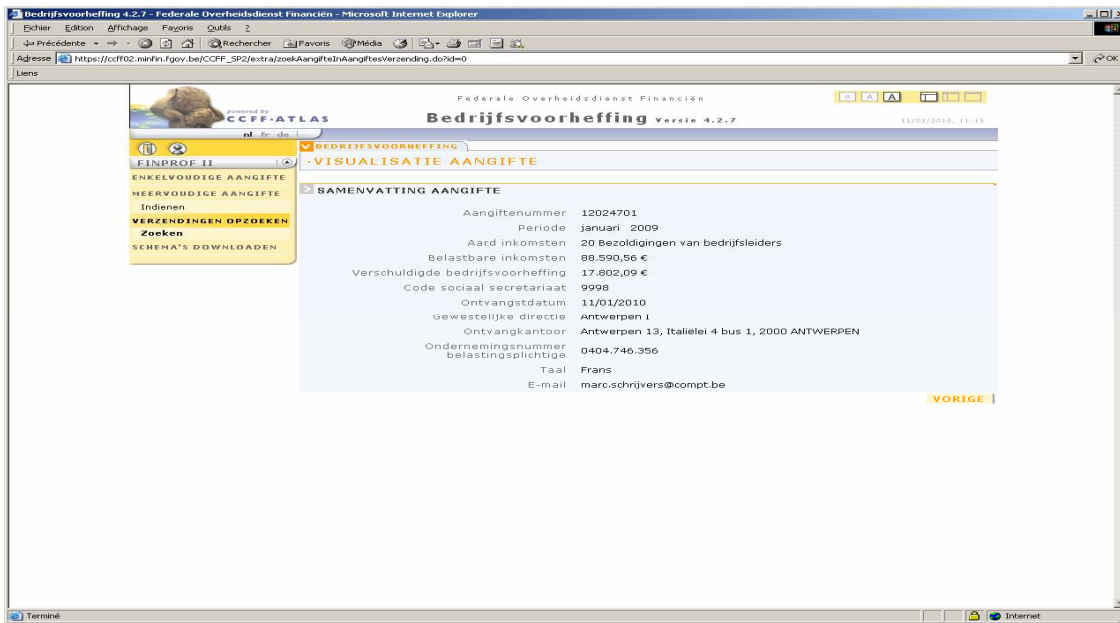 Bedrijfsvoorheffing 4.2.7 - Federale Overheidsdienst Financiën - Microsoft Internet Explorer
Fichier Edition Affichage Favoris Outils ?
Précédente Rechercher Favoris Média
Adresse https://ccff02.minfin.fgov.be/CCFF_SP2/extra/zoekAangifteInAangiftesVerzending.do?id=0 OK
Liens
Federale Overheidsdienst Financiën A A A
powered by
CCFF-ATLAS Bedrijfsvoorheffing Versie 4.2.7 11/01/2010, 11:15
nl fr de
BEDRIJFSVOORHEFFING
FINPROF II
VISUALISATIE AANGIFTE
ENKELVOUDIGE AANGIFTE
MEERVOUDIGE AANGIFTE
Indienen
VERZENDINGEN OPZOEKEN
Zoeken
SCHEMA'S DOWNLOADEN
SAMENVATTING AANGIFTE
Aangiftenummer 12024701
Periode januari 2009
Aard inkomsten 20 Bezoldigingen van bedrijfsleiders
Belastbare inkomsten 88.590,56 €
Verschuldigde bedrijfsvoorheffing 17.802,09 €
Code sociaal secretariaat 9998
Ontvangstdatum 11/01/2010
Gewestelijke directie Antwerpen I
Ontvangkantoor Antwerpen 13, Italiëlei 4 bus 1, 2000 ANTWERPEN
Ondernemingsnummer
belastingsplichtige 0404.746.356
Taal Frans
E-mail marc.schrijvers@compt.be
VORIGE
Terminé Internet